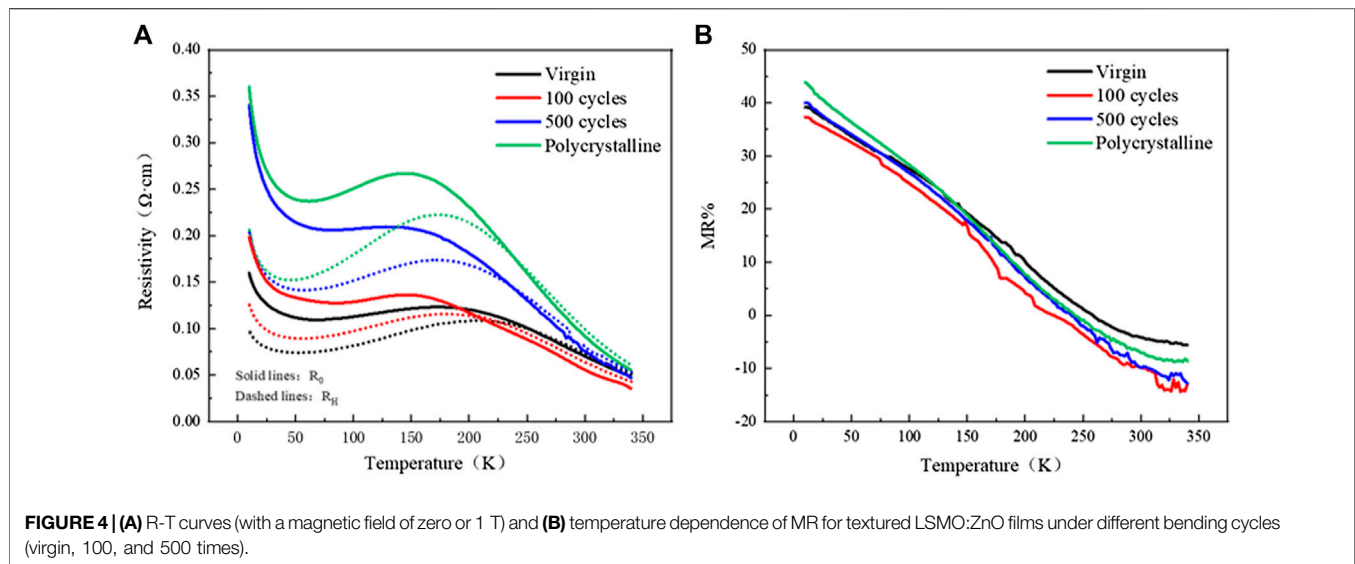 A
B
0.40
0.35
0.30
0.25
0.20
0.15
0.10
0.05
0.00
Resistivity（Ω·cm）
Virgin
100 cycles
500 cycles
Polycrystalline
Solid lines：R₀
Dashed lines：R_H
0 50 100 150 200 250 300 350
Temperature（K）
50
40
30
20
10
0
-10
-20
MR%
Virgin
100 cycles
500 cycles
Polycrystalline
0 50 100 150 200 250 300 350
Temperature（K）
FIGURE 4 | (A) R-T curves (with a magnetic field of zero or 1 T) and (B) temperature dependence of MR for textured LSMO:ZnO films under different bending cycles
(virgin, 100, and 500 times).